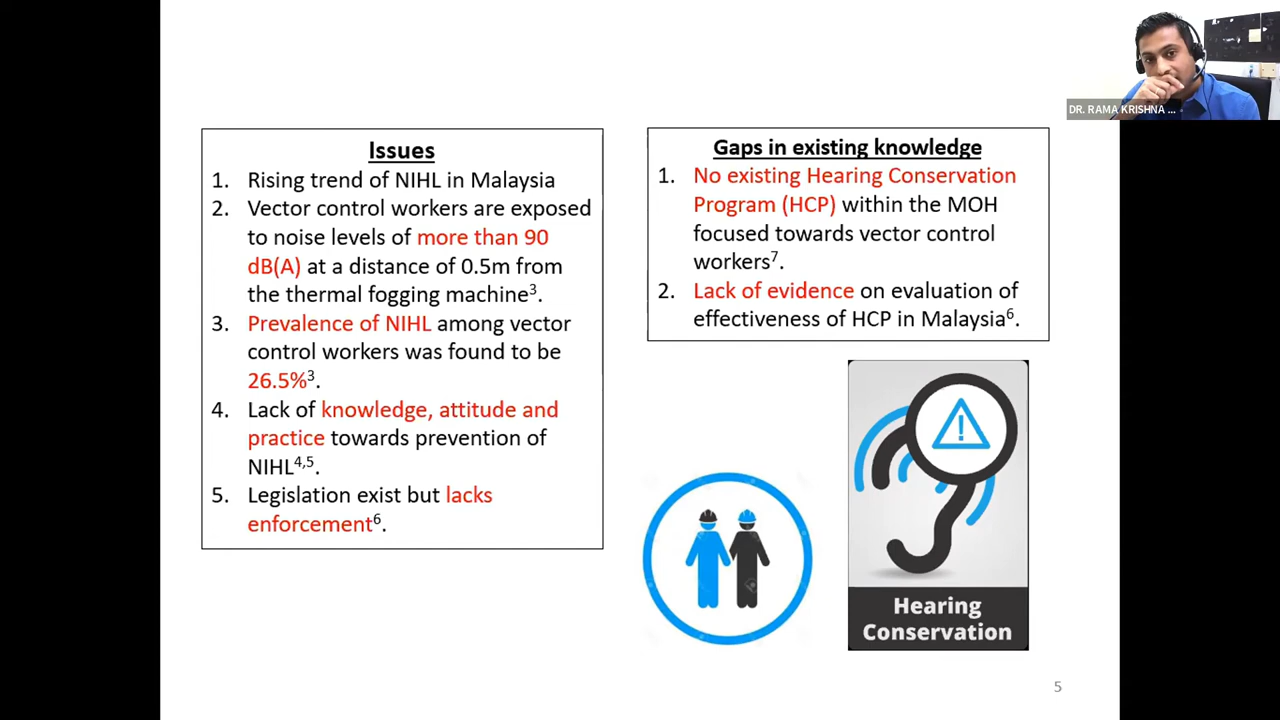 DR. RAMA KRISHNA ...
Issues
1. Rising trend of NIHL in Malaysia
2. Vector control workers are exposed
to noise levels of more than 90
dB(A) at a distance of 0.5m from
the thermal fogging machine³.
3. Prevalence of NIHL among vector
control workers was found to be
26.5%³.
4. Lack of knowledge, attitude and
practice towards prevention of
NIHL⁴,⁵.
5. Legislation exist but lacks
enforcement⁶.
Gaps in existing knowledge
1. No existing Hearing Conservation
Program (HCP) within the MOH
focused towards vector control
workers⁷.
2. Lack of evidence on evaluation of
effectiveness of HCP in Malaysia⁶.
Hearing
Conservation
5